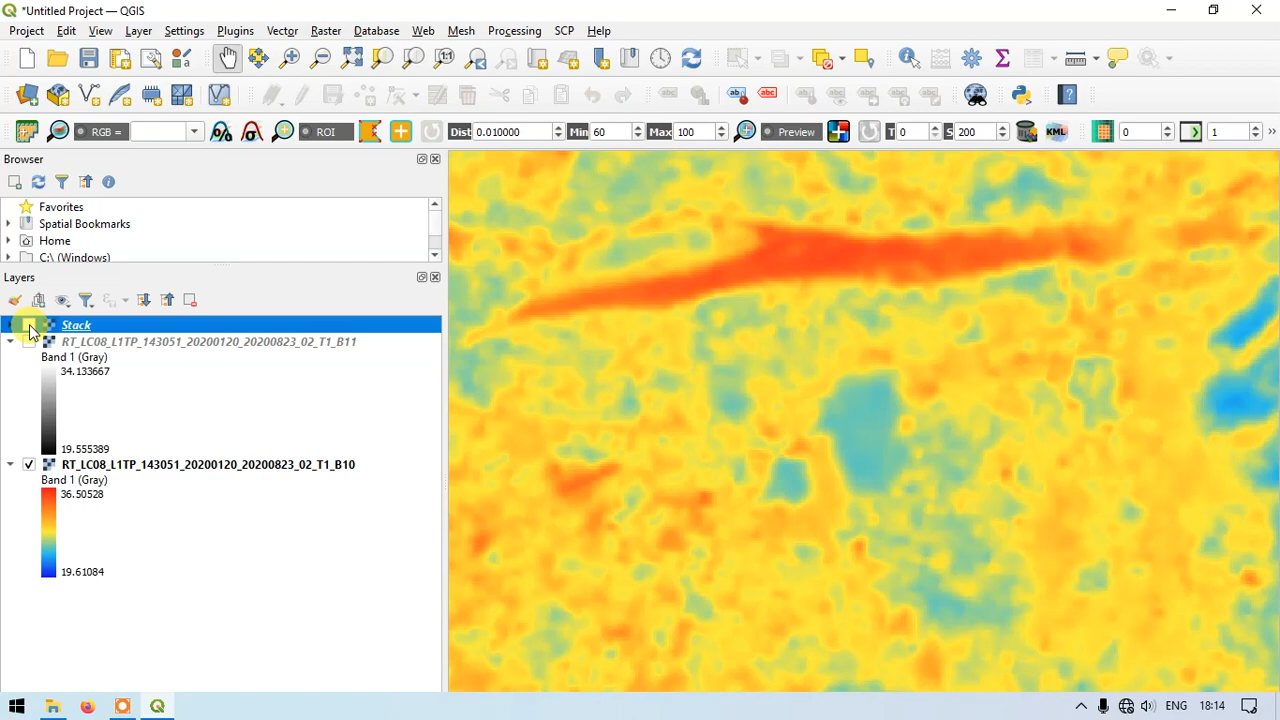 *Untitled Project — QGIS
Project Edit View Layer Settings Plugins Vector Raster Database Web Mesh Processing SCP Help
RGB = ROI Dist 0.010000 Min 60 Max 100 Preview T 0 S 200 KML 0 1 »
Browser
Favorites
Spatial Bookmarks
Home
C:\ (Windows)
Layers
Stack
RT_LC08_L1TP_143051_20200120_20200823_02_T1_B11
Band 1 (Gray)
34.133667
19.555389
RT_LC08_L1TP_143051_20200120_20200823_02_T1_B10
Band 1 (Gray)
36.50528
19.61084
ENG 18:14